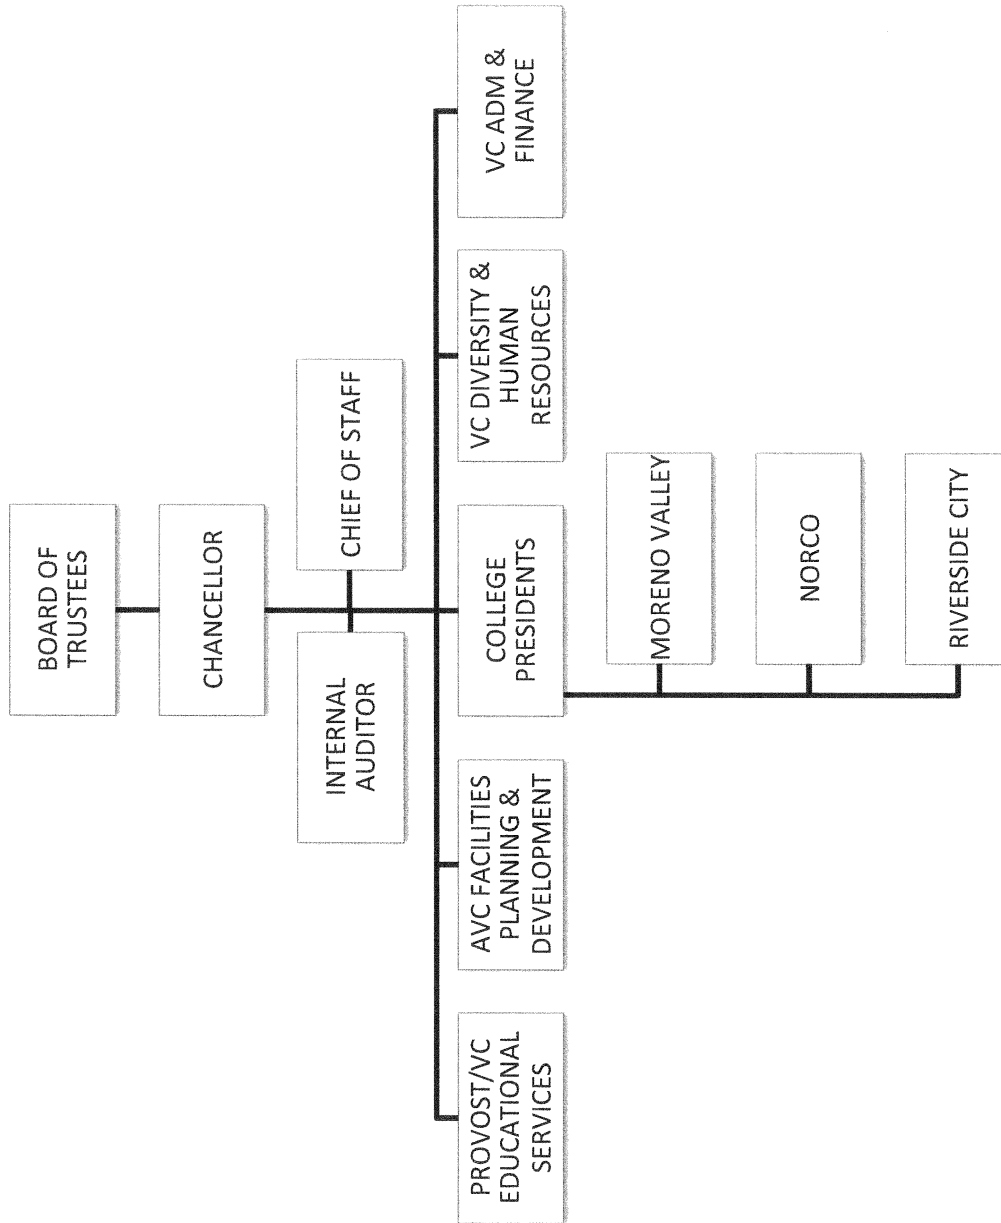 BOARD OF
TRUSTEES
CHANCELLOR
INTERNAL
AUDITOR
CHIEF OF STAFF
PROVOST/VC
EDUCATIONAL
SERVICES
AVC FACILITIES
PLANNING &
DEVELOPMENT
COLLEGE
PRESIDENTS
VC DIVERSITY &
HUMAN
RESOURCES
VC ADM &
FINANCE
MORENO VALLEY
NORCO
RIVERSIDE CITY